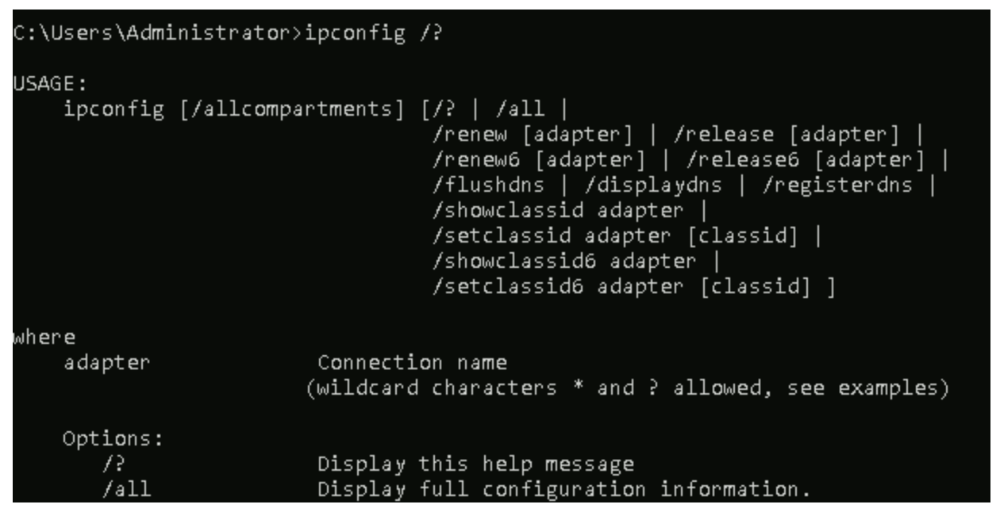 C:\Users\Administrator>ipconfig /?
USAGE:
ipconfig [/allcompartments] [/? | /all |
/renew [adapter] | /release [adapter] |
/renew6 [adapter] | /release6 [adapter] |
/flushdns | /displaydns | /registerdns |
/showclassid adapter |
/setclassid adapter [classid] |
/showclassid6 adapter |
/setclassid6 adapter [classid] ]
where
adapter Connection name
(wildcard characters * and ? allowed, see examples)
Options:
/? Display this help message
/all Display full configuration information.